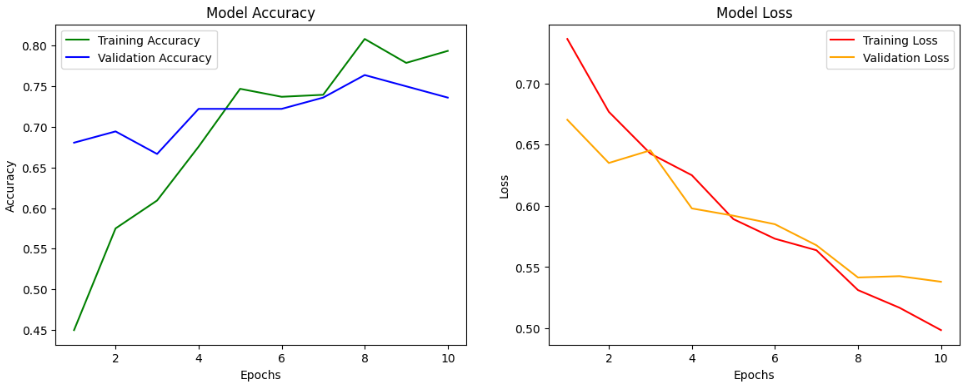 Model Accuracy
Training Accuracy
Validation Accuracy
0.80
0.75
0.70
0.65
0.60
0.55
0.50
0.45
Accuracy
2
4
6
8
10
Epochs
Model Loss
Training Loss
Validation Loss
0.70
0.65
0.60
0.55
0.50
Loss
2
4
6
8
10
Epochs